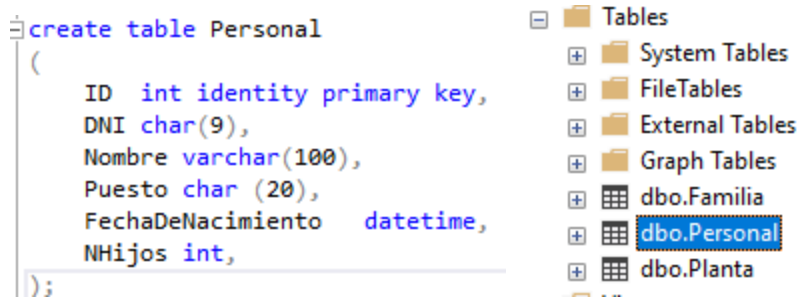 create table Personal
(
ID  int identity primary key,
DNI char(9),
Nombre varchar(100),
Puesto char (20),
FechaDeNacimiento   datetime,
NHijos int,
);
Tables
System Tables
FileTables
External Tables
Graph Tables
dbo.Familia
dbo.Personal
dbo.Planta